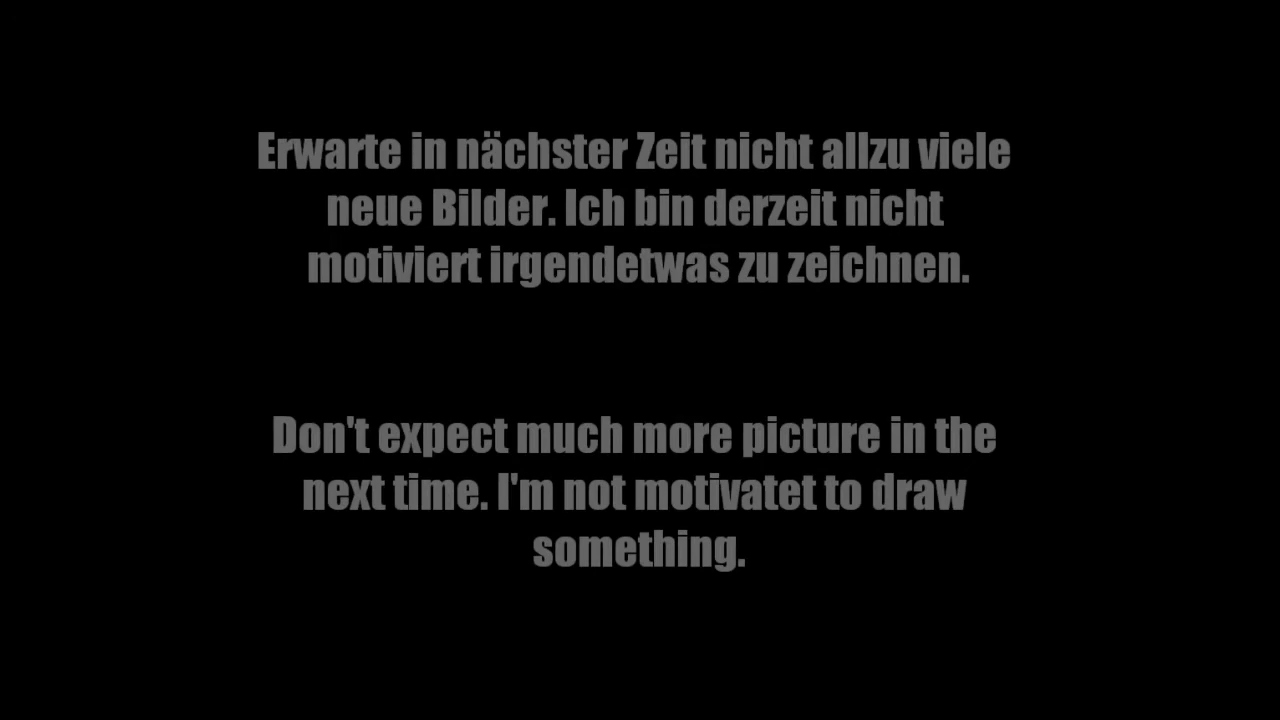 Erwarte in nächster Zeit nicht allzu viele
neue Bilder. Ich bin derzeit nicht
motiviert irgendetwas zu zeichnen.
Don't expect much more picture in the
next time. I'm not motivatet to draw
something.